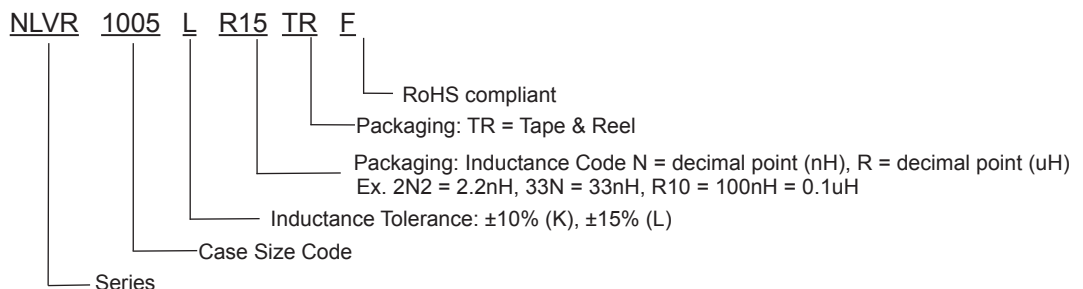 NLVR 1005 L R15 TR F
RoHS compliant
Packaging: TR = Tape & Reel
Packaging: Inductance Code N = decimal point (nH), R = decimal point (uH)
Ex. 2N2 = 2.2nH, 33N = 33nH, R10 = 100nH = 0.1uH
Inductance Tolerance: ±10% (K), ±15% (L)
Case Size Code
Series